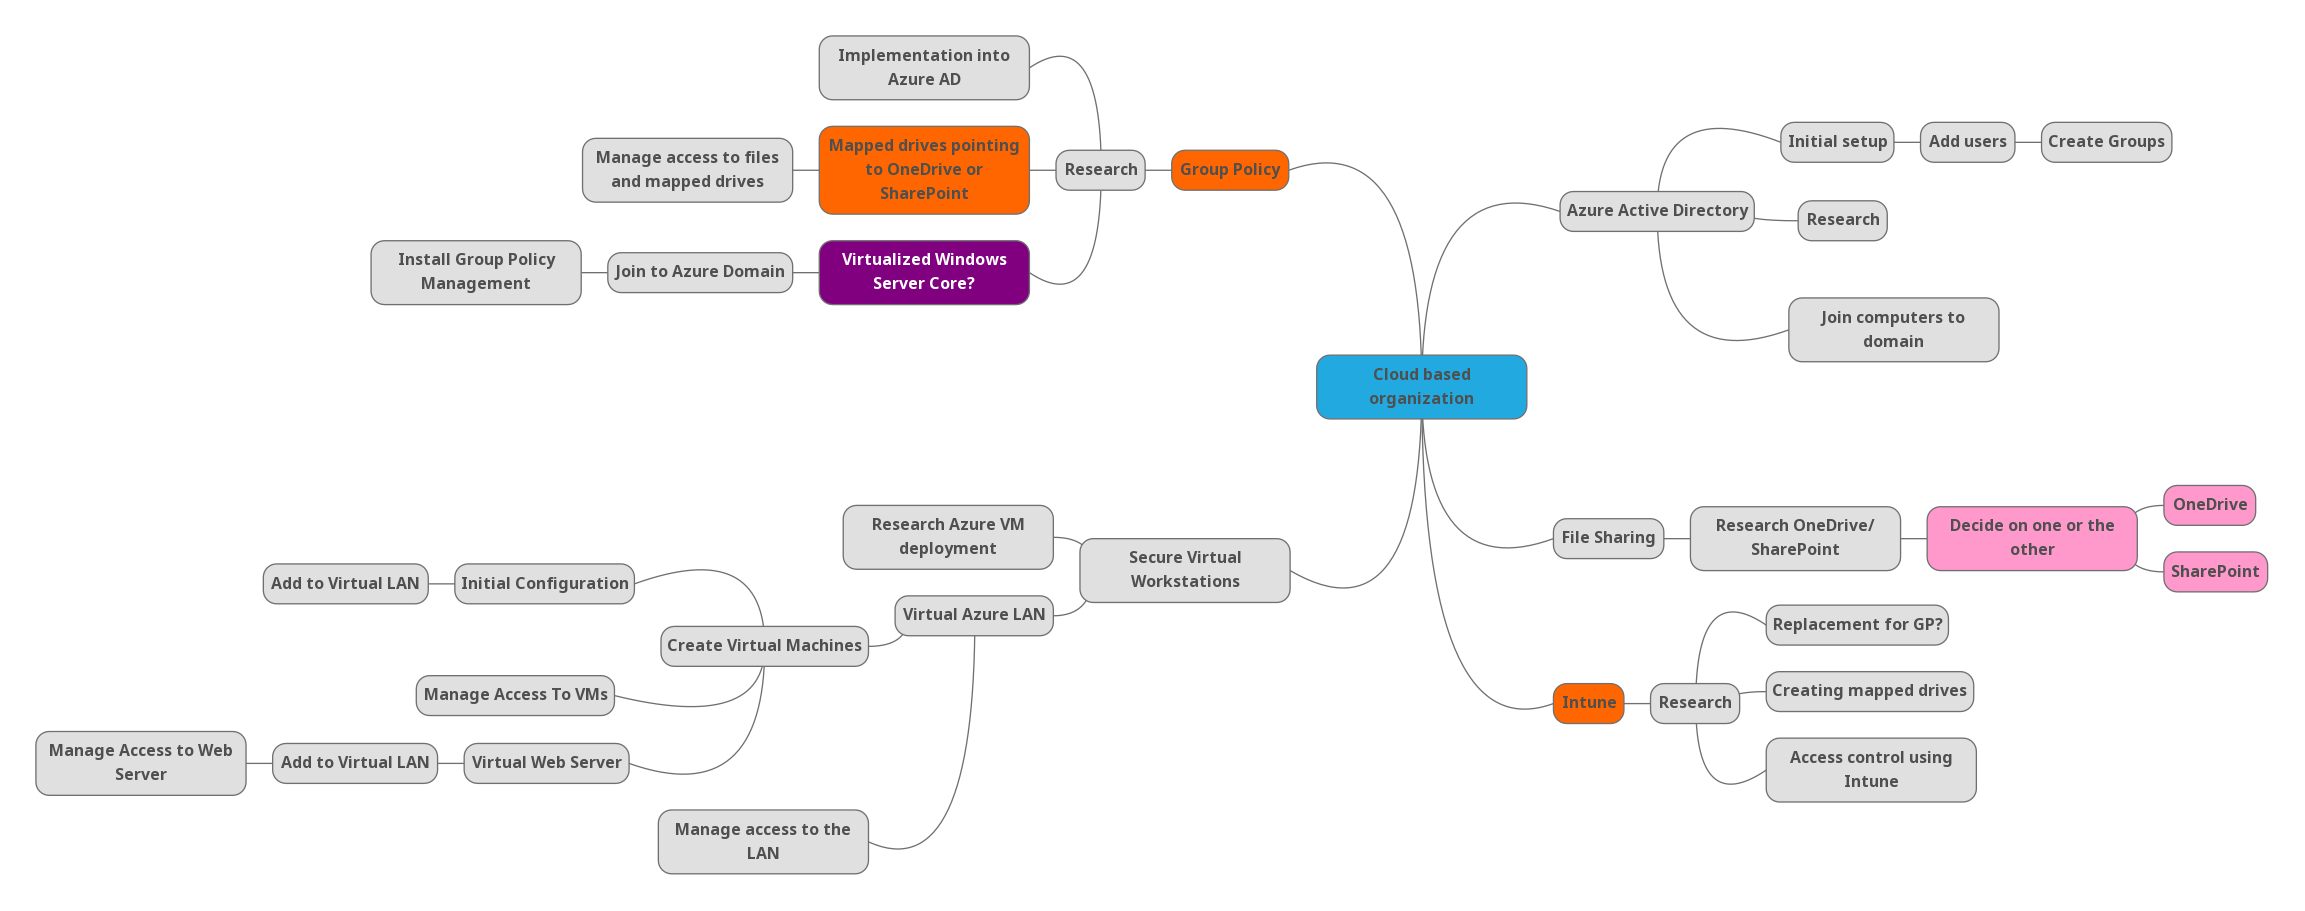 Implementation into
Azure AD
Manage access to files
and mapped drives
Mapped drives pointing
to OneDrive or
SharePoint
Research
Group Policy
Install Group Policy
Management
Join to Azure Domain
Virtualized Windows
Server Core?
Initial setup
Add users
Create Groups
Azure Active Directory
Research
Join computers to
domain
Cloud based
organization
Research Azure VM
deployment
Secure Virtual
Workstations
Add to Virtual LAN
Initial Configuration
Virtual Azure LAN
Create Virtual Machines
Manage Access To VMs
Manage Access to Web
Server
Add to Virtual LAN
Virtual Web Server
Manage access to the
LAN
File Sharing
Research OneDrive/
SharePoint
Decide on one or the
other
OneDrive
SharePoint
Intune
Research
Replacement for GP?
Creating mapped drives
Access control using
Intune